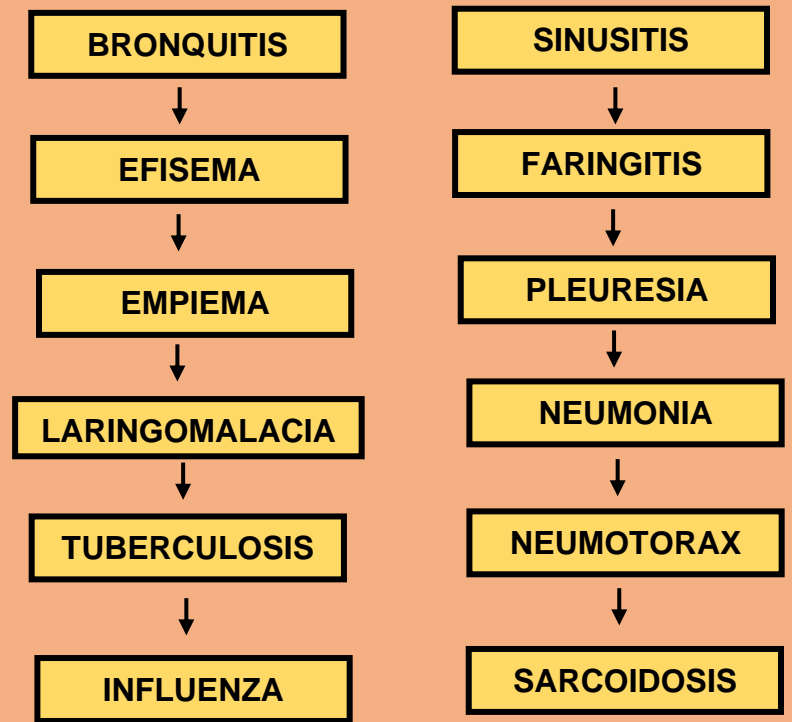 BRONQUITIS
EFISEMA
EMPIEMA
LARINGOMALACIA
TUBERCULOSIS
INFLUENZA
SINUSITIS
FARINGITIS
PLEURESIA
NEUMONIA
NEUMOTORAX
SARCOIDOSIS